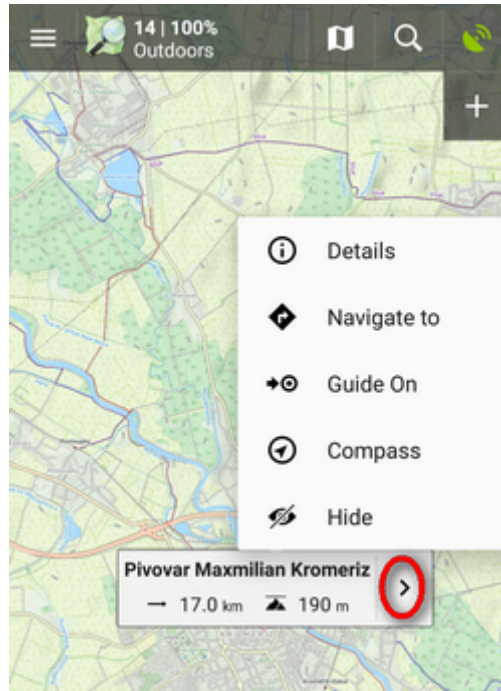 14 | 100%
Outdoors
Details
Navigate to
Guide On
Compass
Hide
Pivovar Maxmilian Kromeriz
17.0 km 190 m